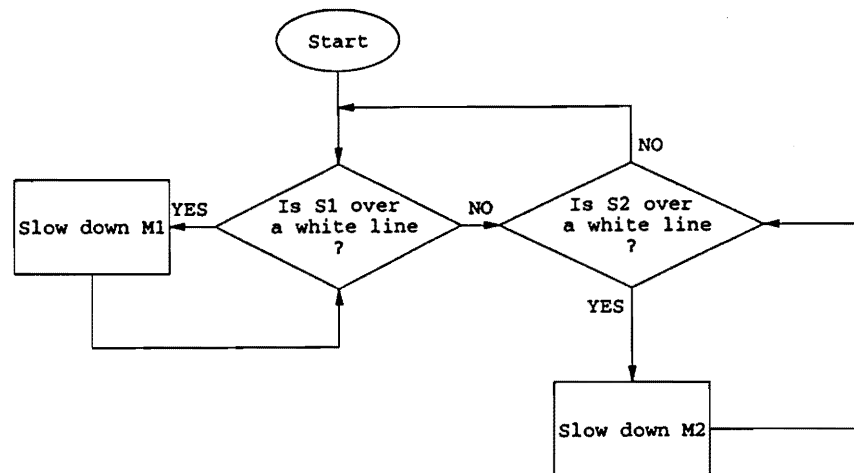 Start
NO
YES
Slow down M1
Is S1 over
a white line
?
NO
Is S2 over
a white line
?
YES
Slow down M2